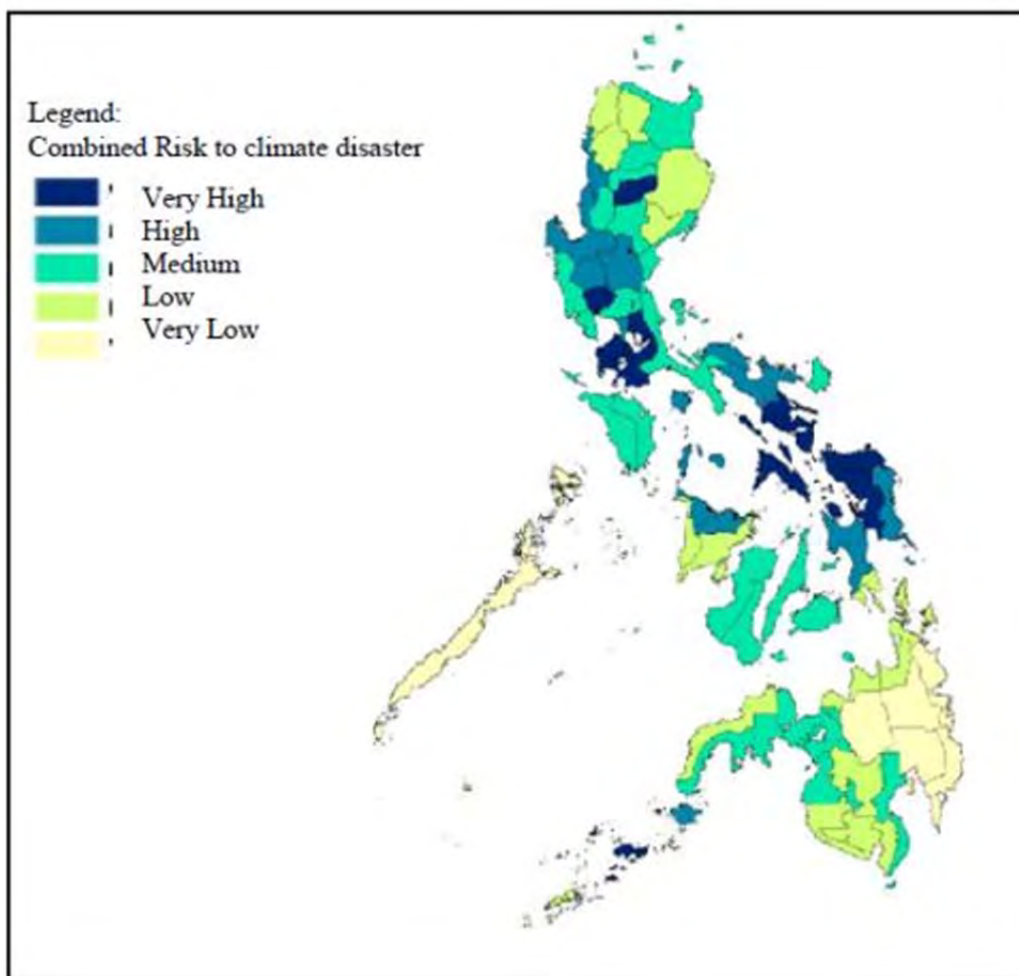 Legend:
Combined Risk to climate disaster
Very High
High
Medium
Low
Very Low